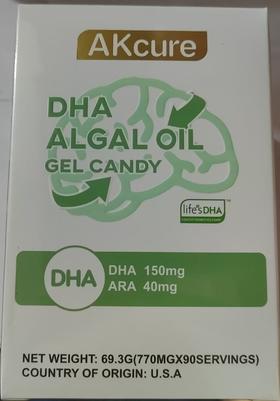 AKcure
DHA
ALGAL OIL
GEL CANDY
life'sDHA™
DHA
DHA 150mg
ARA 40mg
NET WEIGHT: 69.3G(770MGX90SERVINGS)
COUNTRY OF ORIGIN: U.S.A